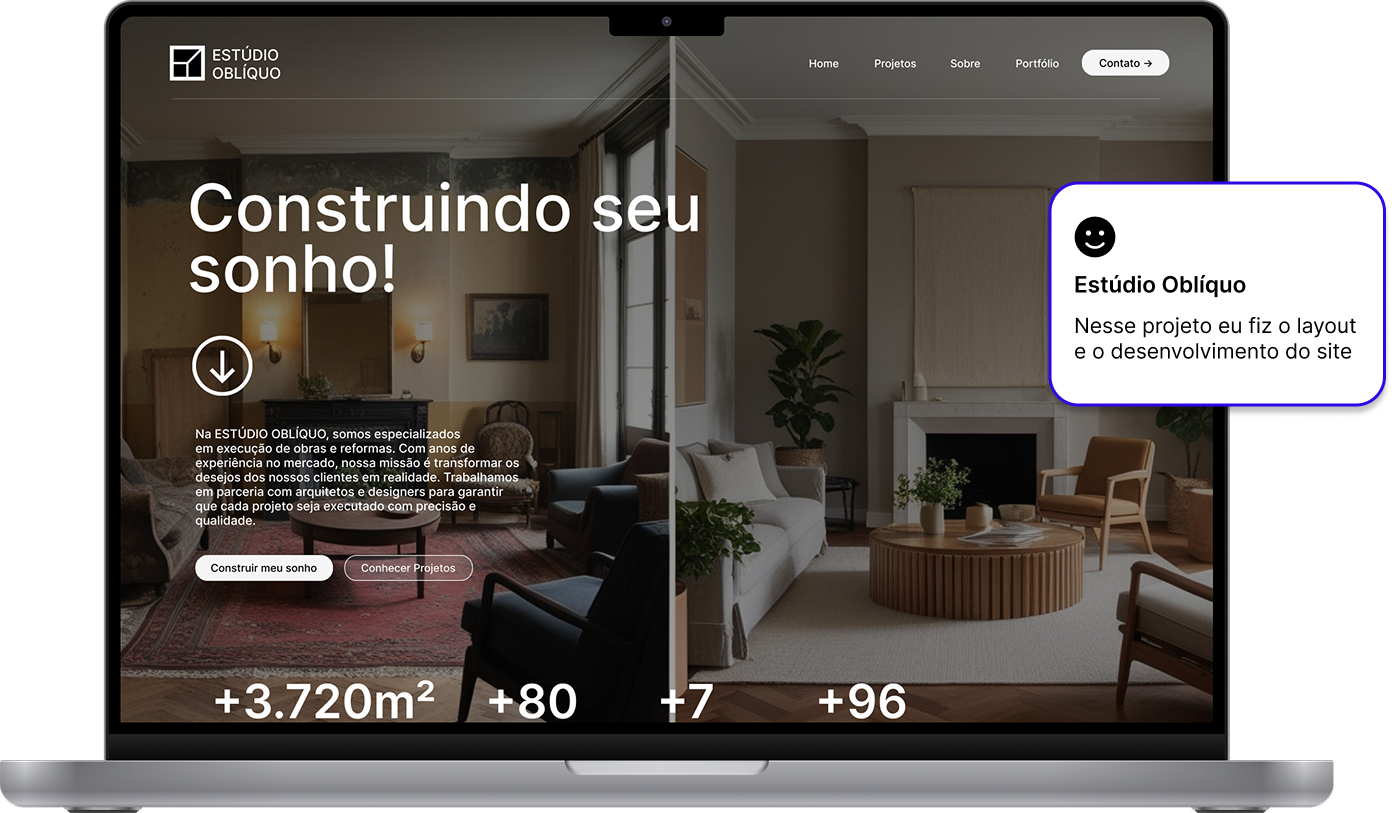 ESTÚDIO
OBLÍQUO
Home
Projetos
Sobre
Portfólio
Contato →
Construindo seu
sonho!
Na ESTÚDIO OBLÍQUO, somos especializados
em execução de obras e reformas. Com anos de
experiência no mercado, nossa missão é transformar os
desejos dos nossos clientes em realidade. Trabalhamos
em parceria com arquitetos e designers para garantir
que cada projeto seja executado com precisão e
qualidade.
Construir meu sonho
Conhecer Projetos
+3.720m²
+80
+7
+96
Estúdio Oblíquo
Nesse projeto eu fiz o layout
e o desenvolvimento do site